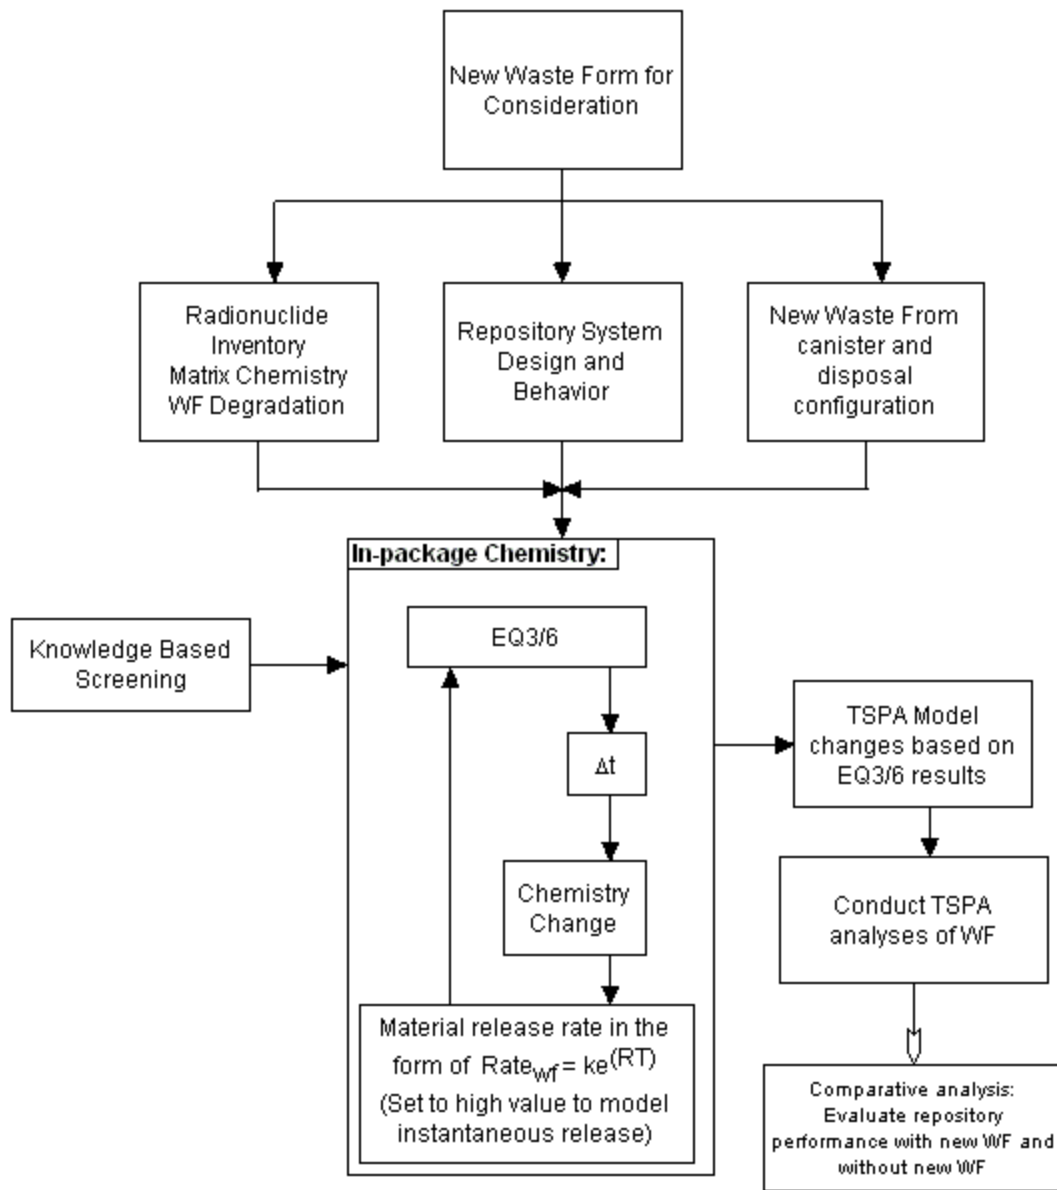 New Waste Form for
Consideration
Radionuclide
Inventory
Matrix Chemistry
WF Degradation
Repository System
Design and
Behavior
New Waste From
canister and
disposal
configuration
In-package Chemistry:
Knowledge Based
Screening
EQ3/6
Δt
Chemistry
Change
Material release rate in the
form of Rate_wf = ke^(RT)
(Set to high value to model
instantaneous release)
TSPA Model
changes based on
EQ3/6 results
Conduct TSPA
analyses of WF
Comparative analysis:
Evaluate repository
performance with new WF and
without new WF